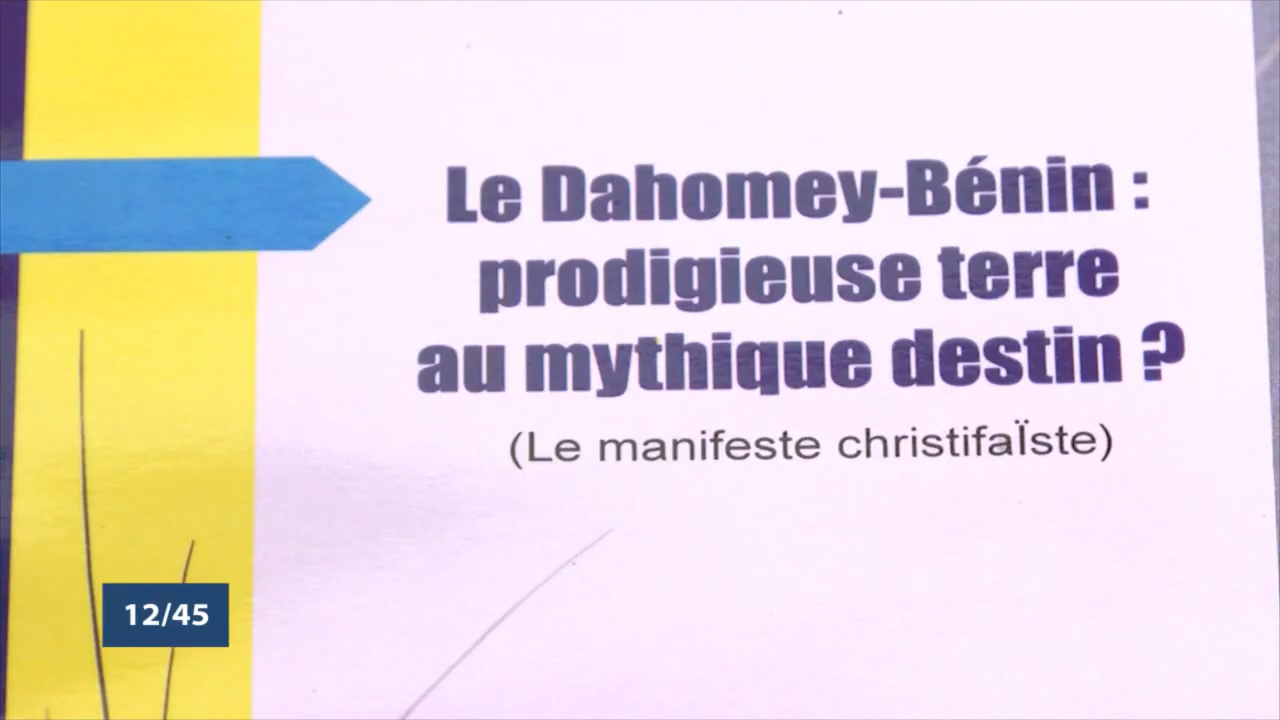 Le Dahomey-Bénin :
prodigieuse terre
au mythique destin ?
(Le manifeste christifaÏste)
12/45